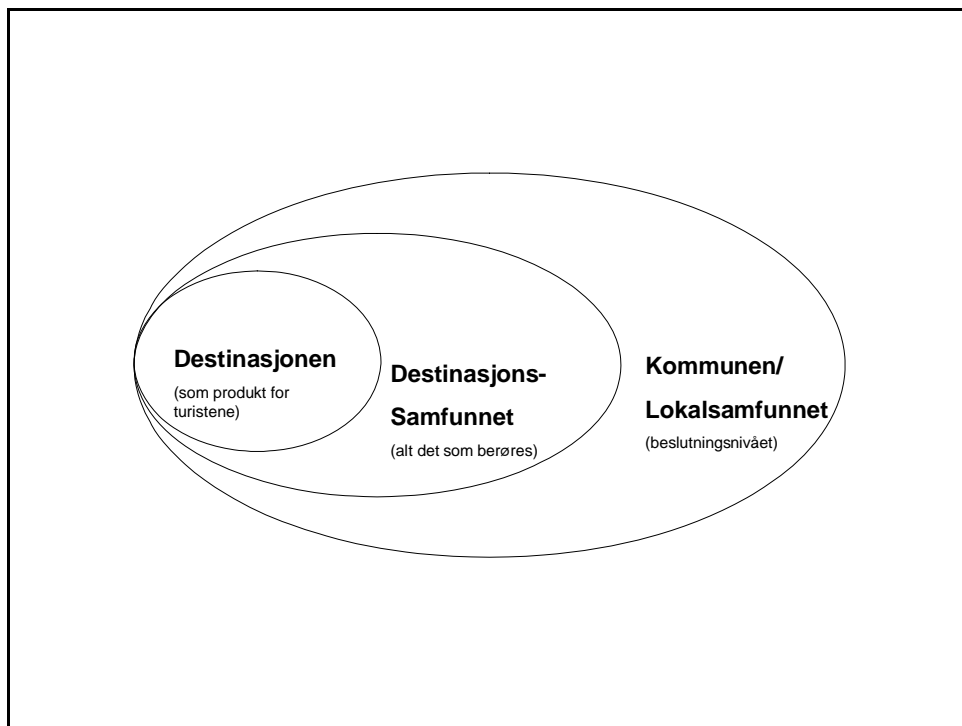 Destinasjonen
(som produkt for
turistene)
Destinasjons-
Samfunnet
(alt det som berøres)
Kommunen/
Lokalsamfunnet
(beslutningsnivået)